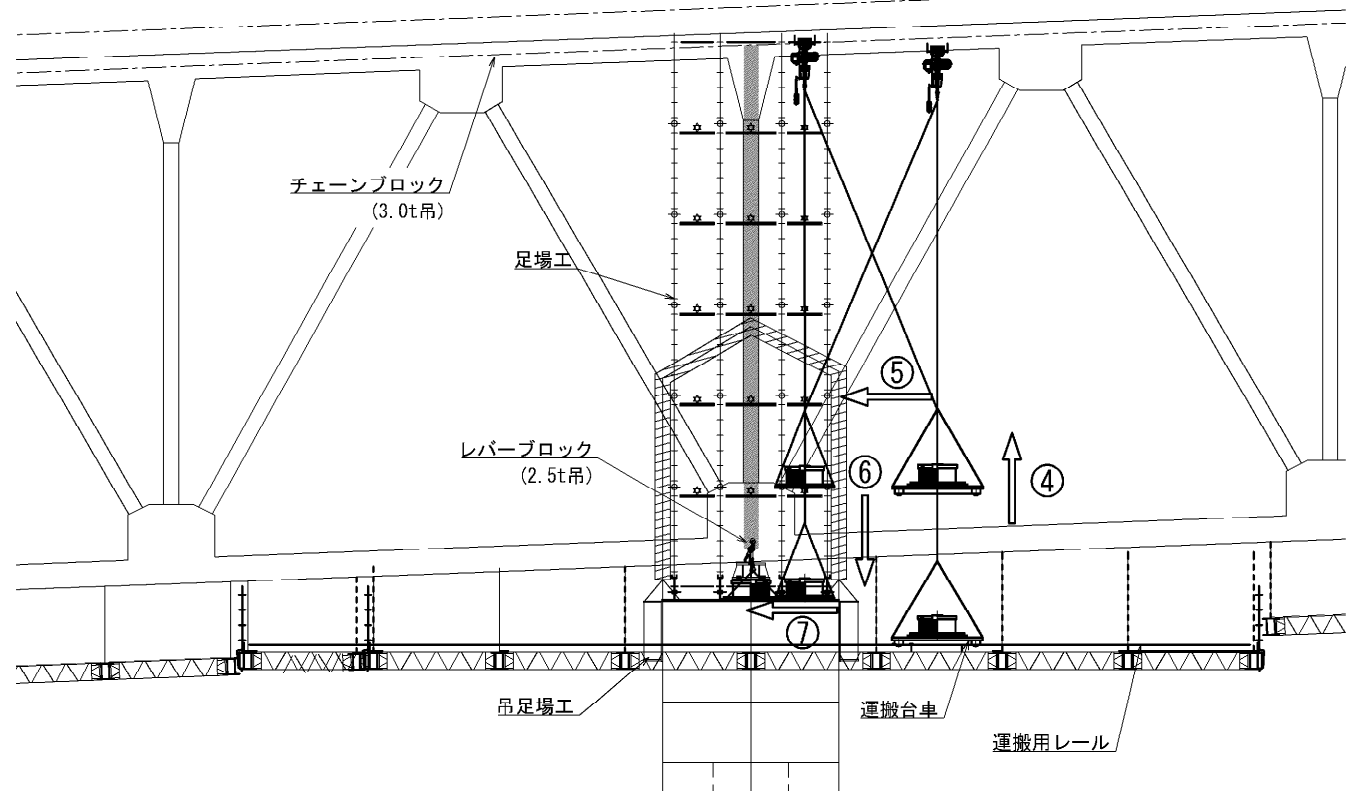 チェーンブロック
(3.0t吊)
足場工
⑤
レバーブロック
(2.5t吊)
⑥
④
⑦
吊足場工
運搬台車
運搬用レール